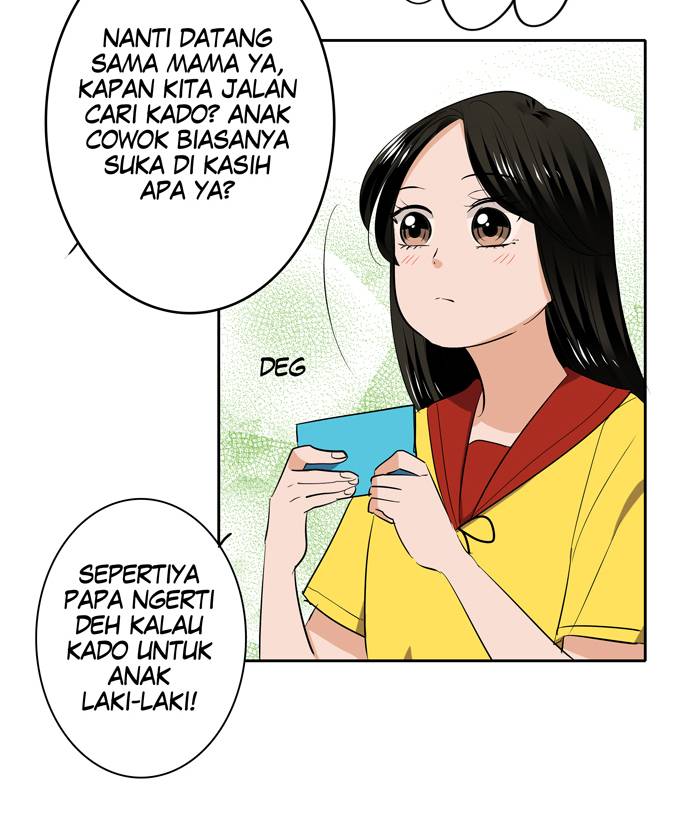 NANTI DATANG
SAMA MAMA YA,
KAPAN KITA JALAN
CARI KADO? ANAK
COWOK BIASANYA
SUKA DI KASIH
APA YA?
DEG
SEPERTIYA
PAPA NGERTI
DEH KALAU
KADO UNTUK
ANAK
LAKI-LAKI!